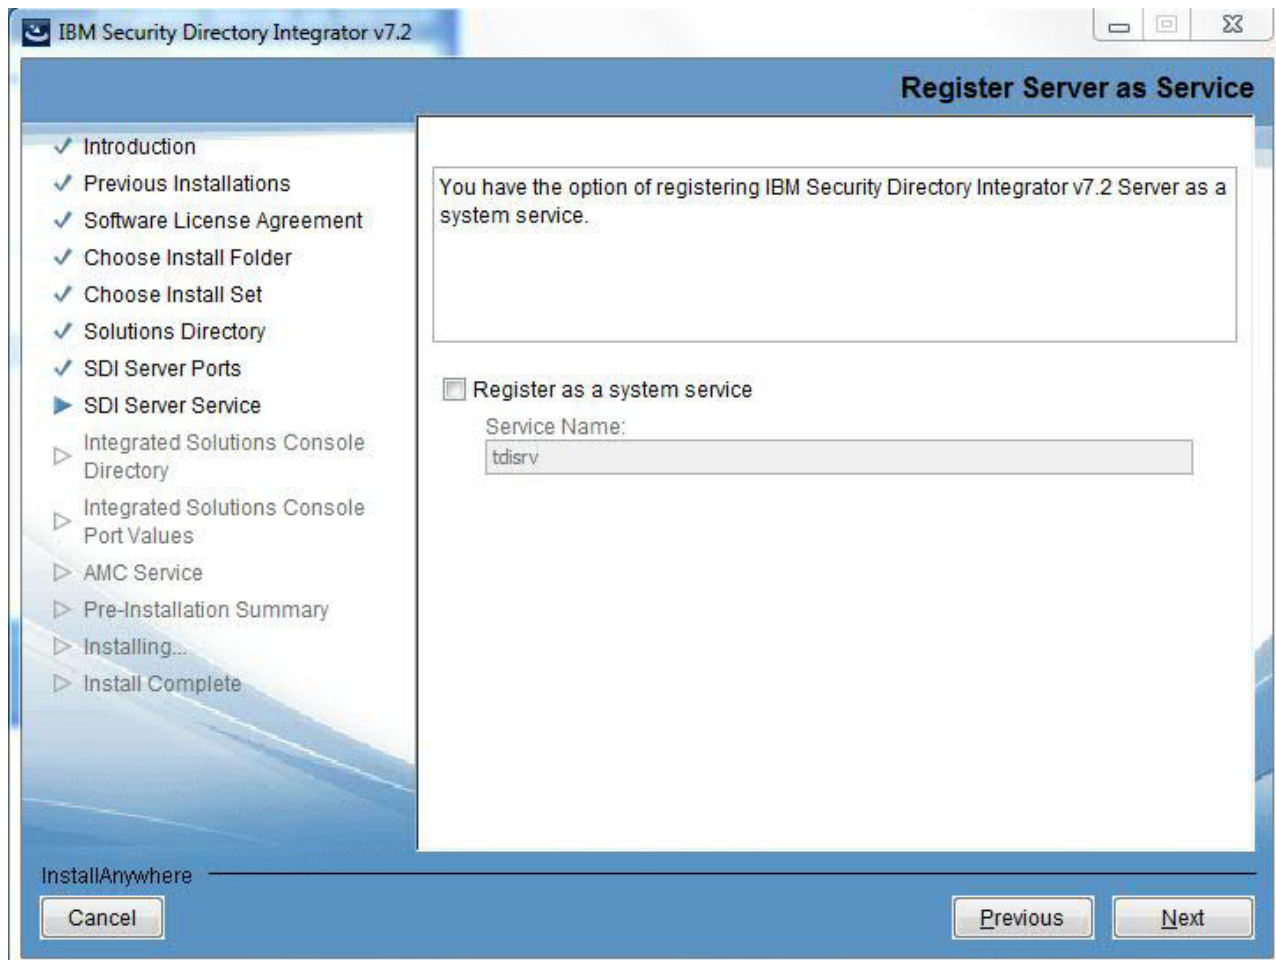 IBM Security Directory Integrator v7.2
Register Server as Service
Introduction
Previous Installations
Software License Agreement
Choose Install Folder
Choose Install Set
Solutions Directory
SDI Server Ports
SDI Server Service
Integrated Solutions Console
Directory
Integrated Solutions Console
Port Values
AMC Service
Pre-Installation Summary
Installing...
Install Complete
You have the option of registering IBM Security Directory Integrator v7.2 Server as a
system service.
Register as a system service
Service Name:
tdisrv
InstallAnywhere
Cancel
Previous
Next